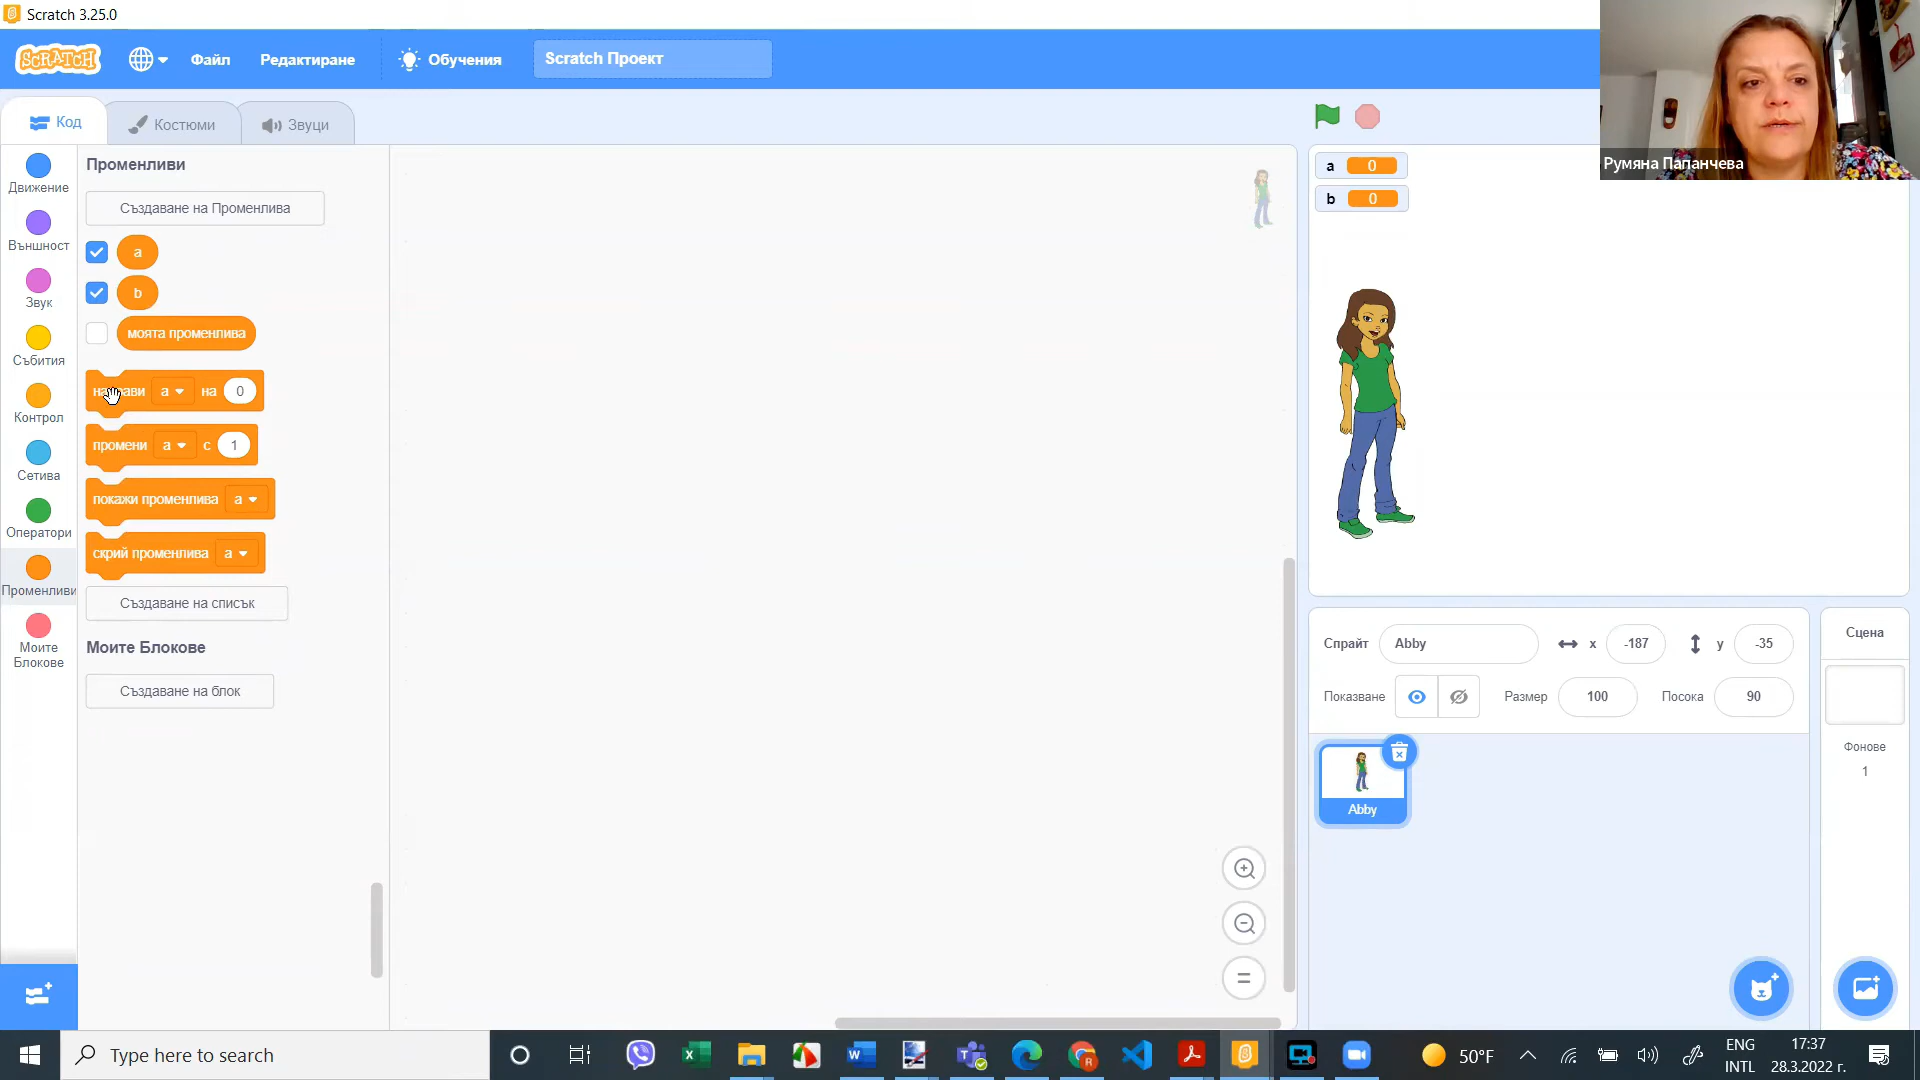 Scratch 3.25.0
SCRATCH
Файл
Редактиране
Обучения
Scratch Проект
Румяна Папанчева
Код
Костюми
Звуци
Движение
Външност
Звук
Събития
Контрол
Сетива
Оператори
Променливи
Моите
Блокове
Променливи
Създаване на Променлива
a
b
моята променлива
направи a на 0
промени a с 1
покажи променлива a
скрий променлива a
Създаване на списък
Моите Блокове
Създаване на блок
a 0
b 0
Спрайт Abby x -187 y -35
Показване Размер 100 Посока 90
Abby
Сцена
Фонове
1
Type here to search
50°F
ENG
INTL
17:37
28.3.2022 г.